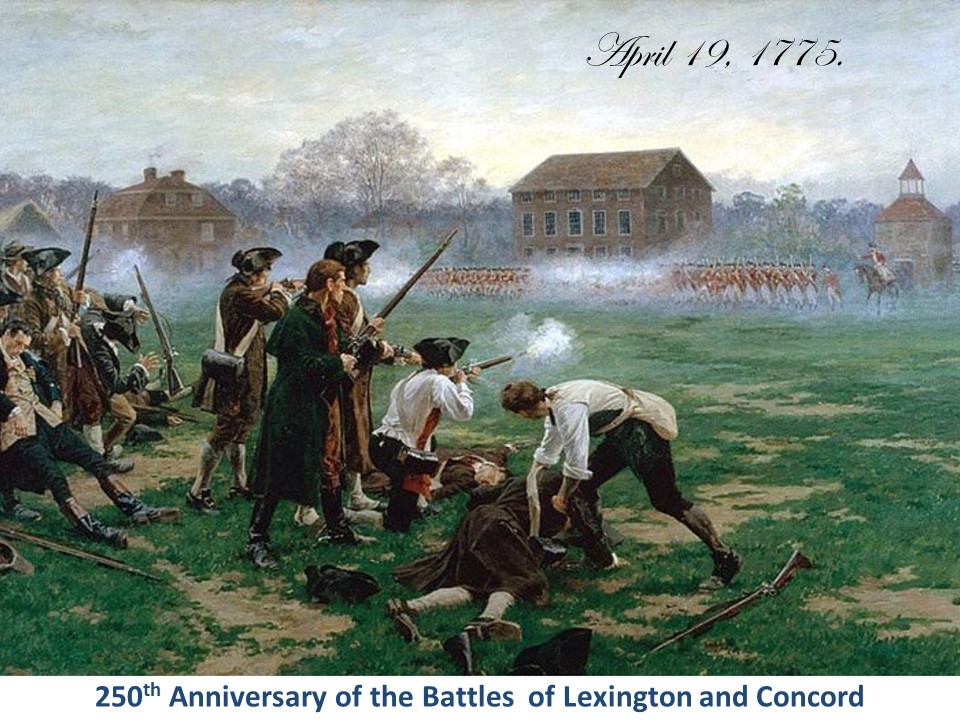 April 19, 1775.
250th Anniversary of the Battles of Lexington and Concord